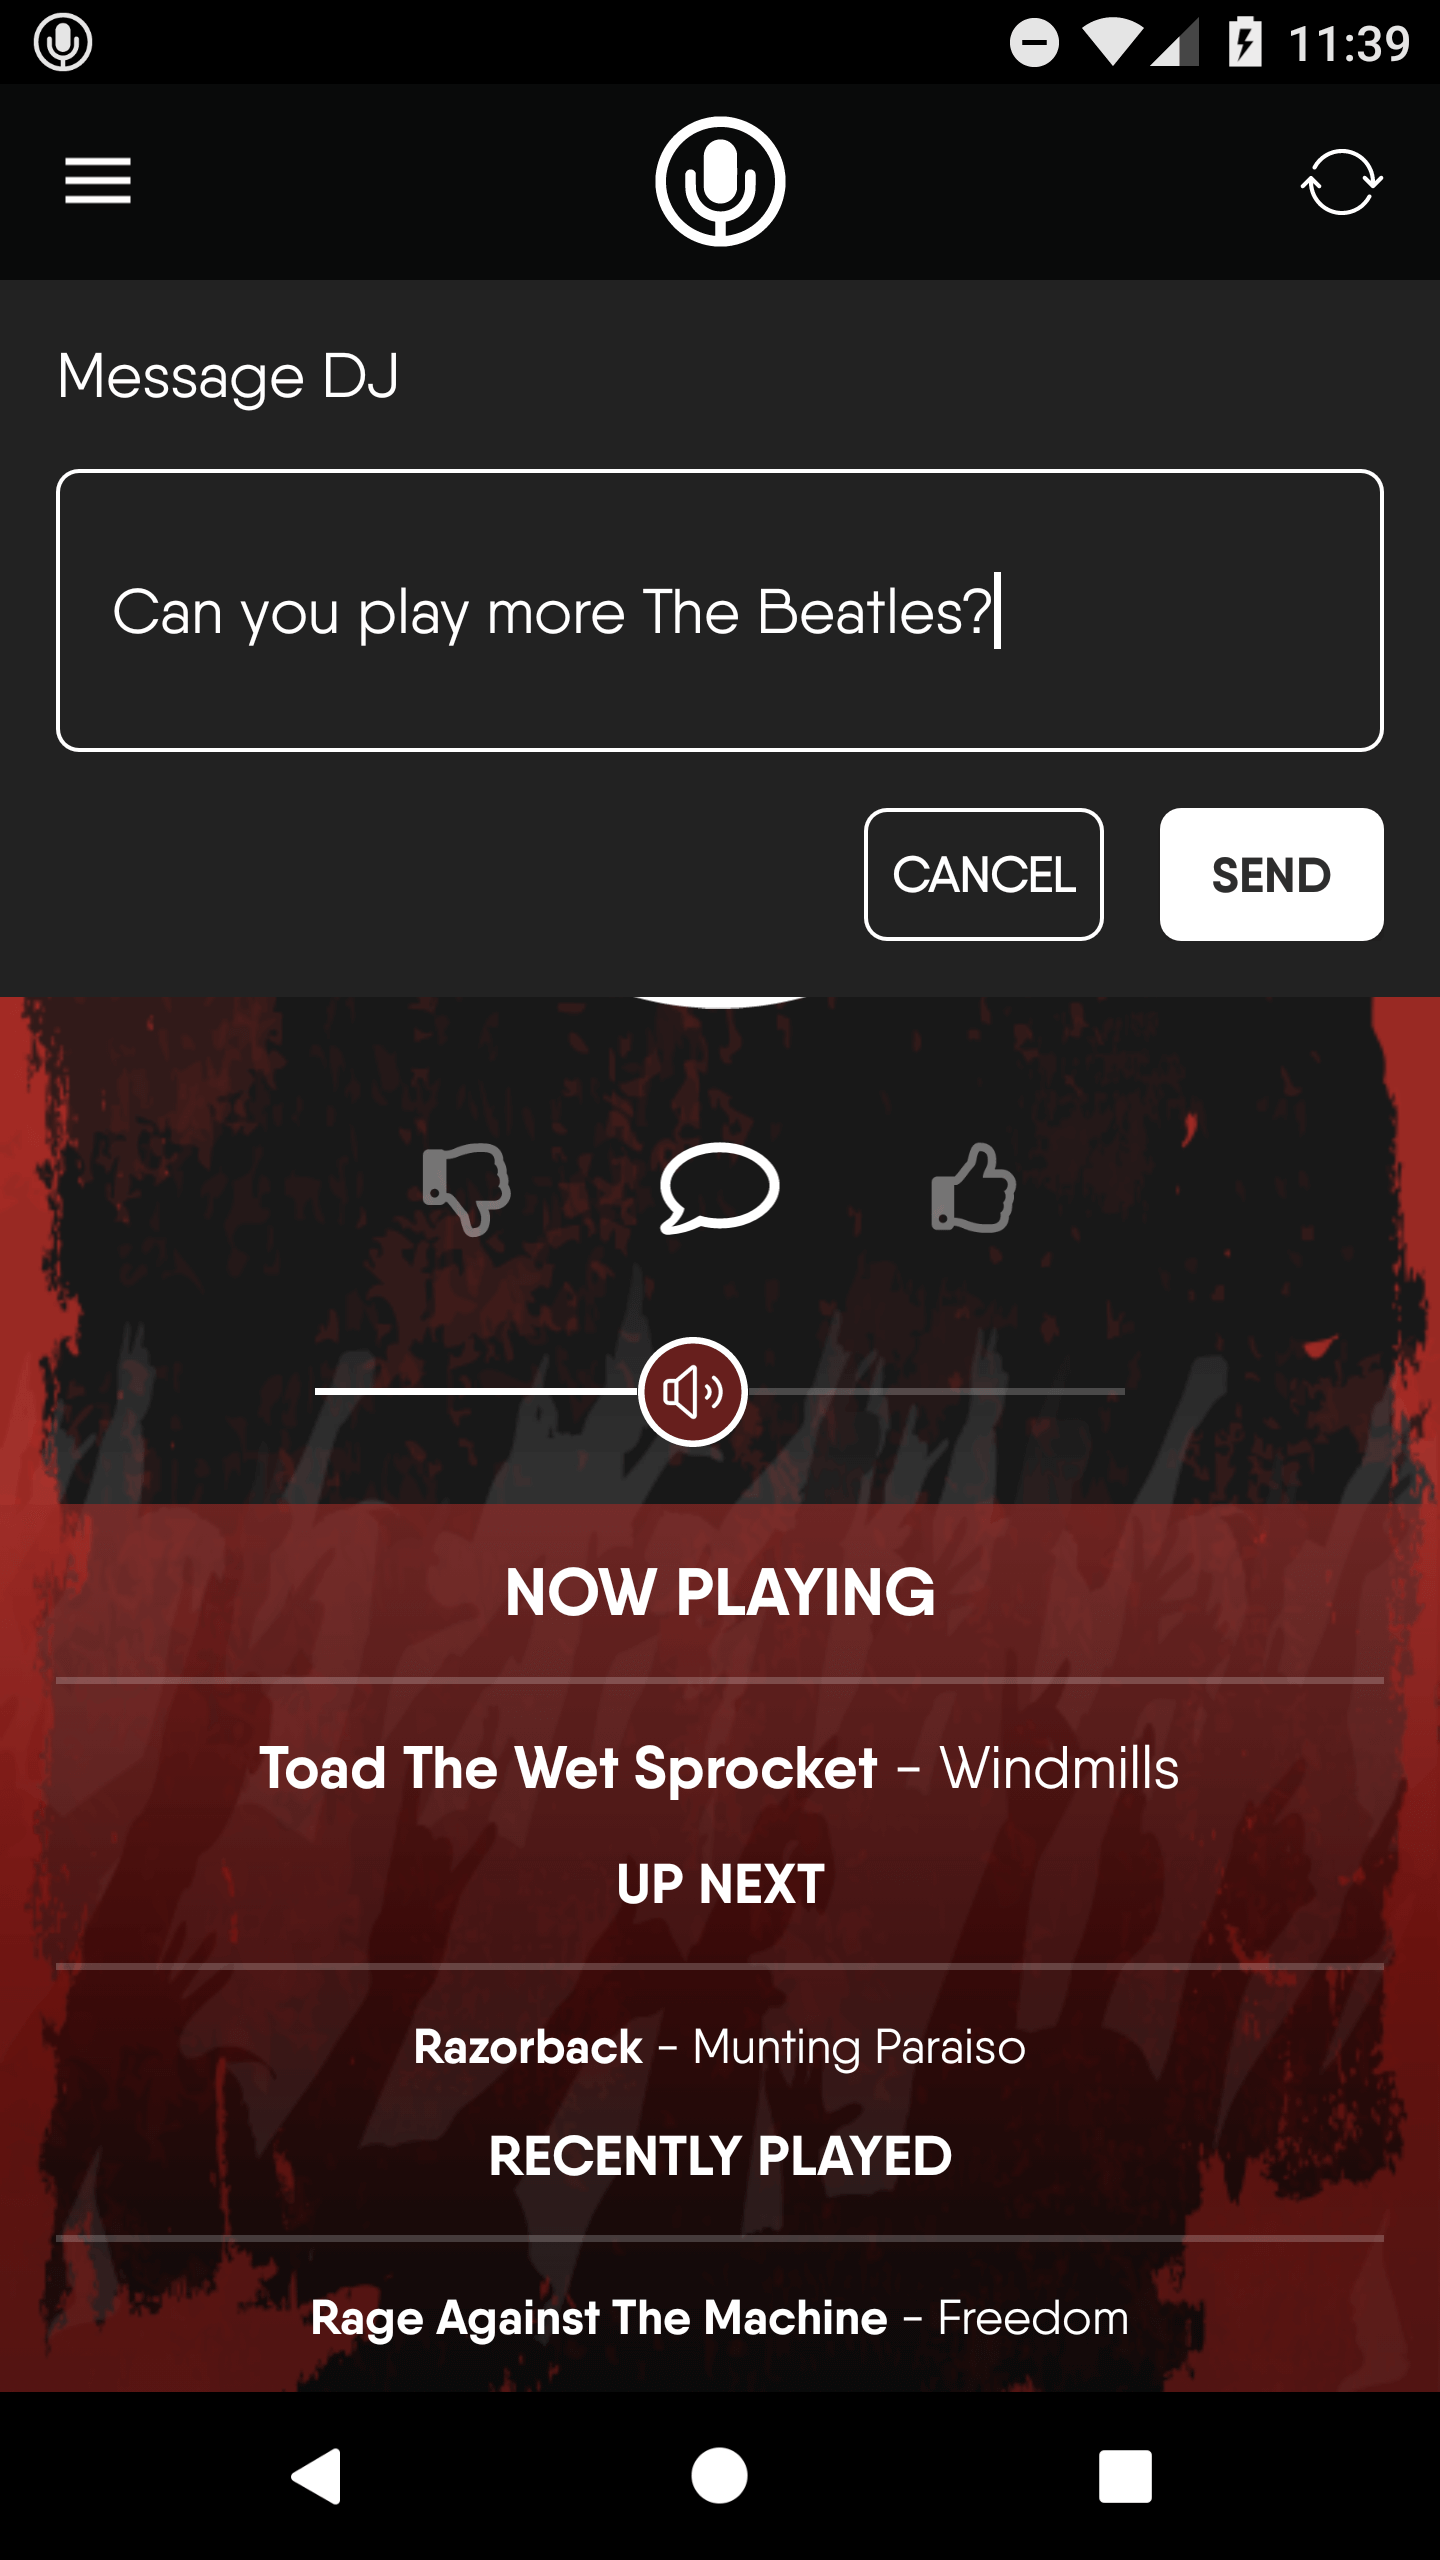 11:39
Message DJ
Can you play more The Beatles?
CANCEL
SEND
NOW PLAYING
Toad The Wet Sprocket - Windmills
UP NEXT
Razorback - Munting Paraiso
RECENTLY PLAYED
Rage Against The Machine - Freedom